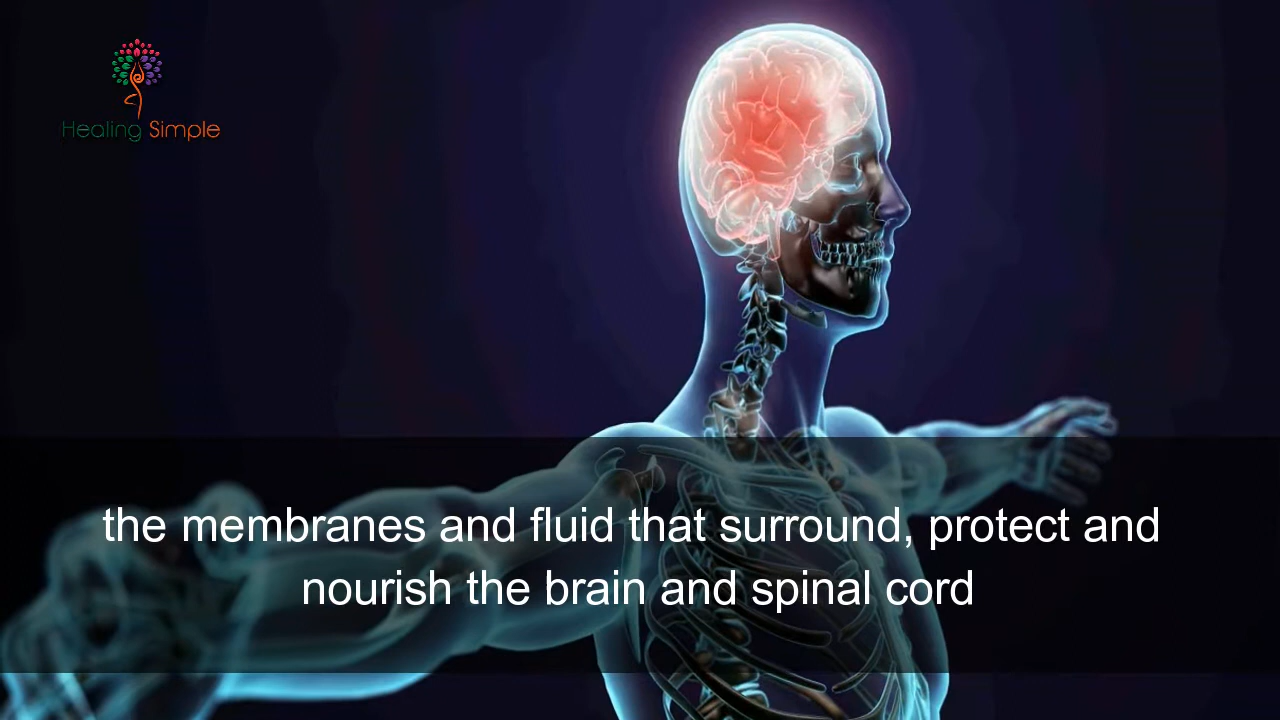 Healing Simple
the membranes and fluid that surround, protect and
nourish the brain and spinal cord